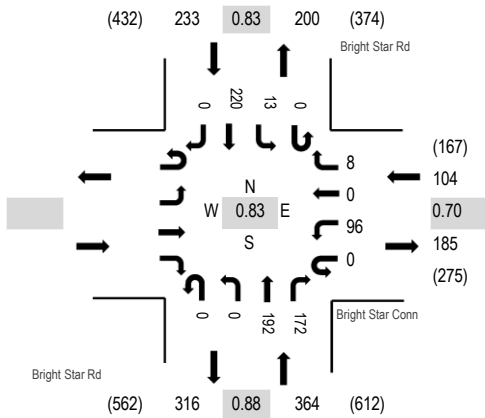 (432) 233 0.83 200 (374)
Bright Star Rd
0 220 13 0
(167)
8
104
0
N
W 0.83 E
S
0.70
96
185
0
(275)
0 0 192 172
Bright Star Conn
Bright Star Rd
(562) 316 0.88 364 (612)